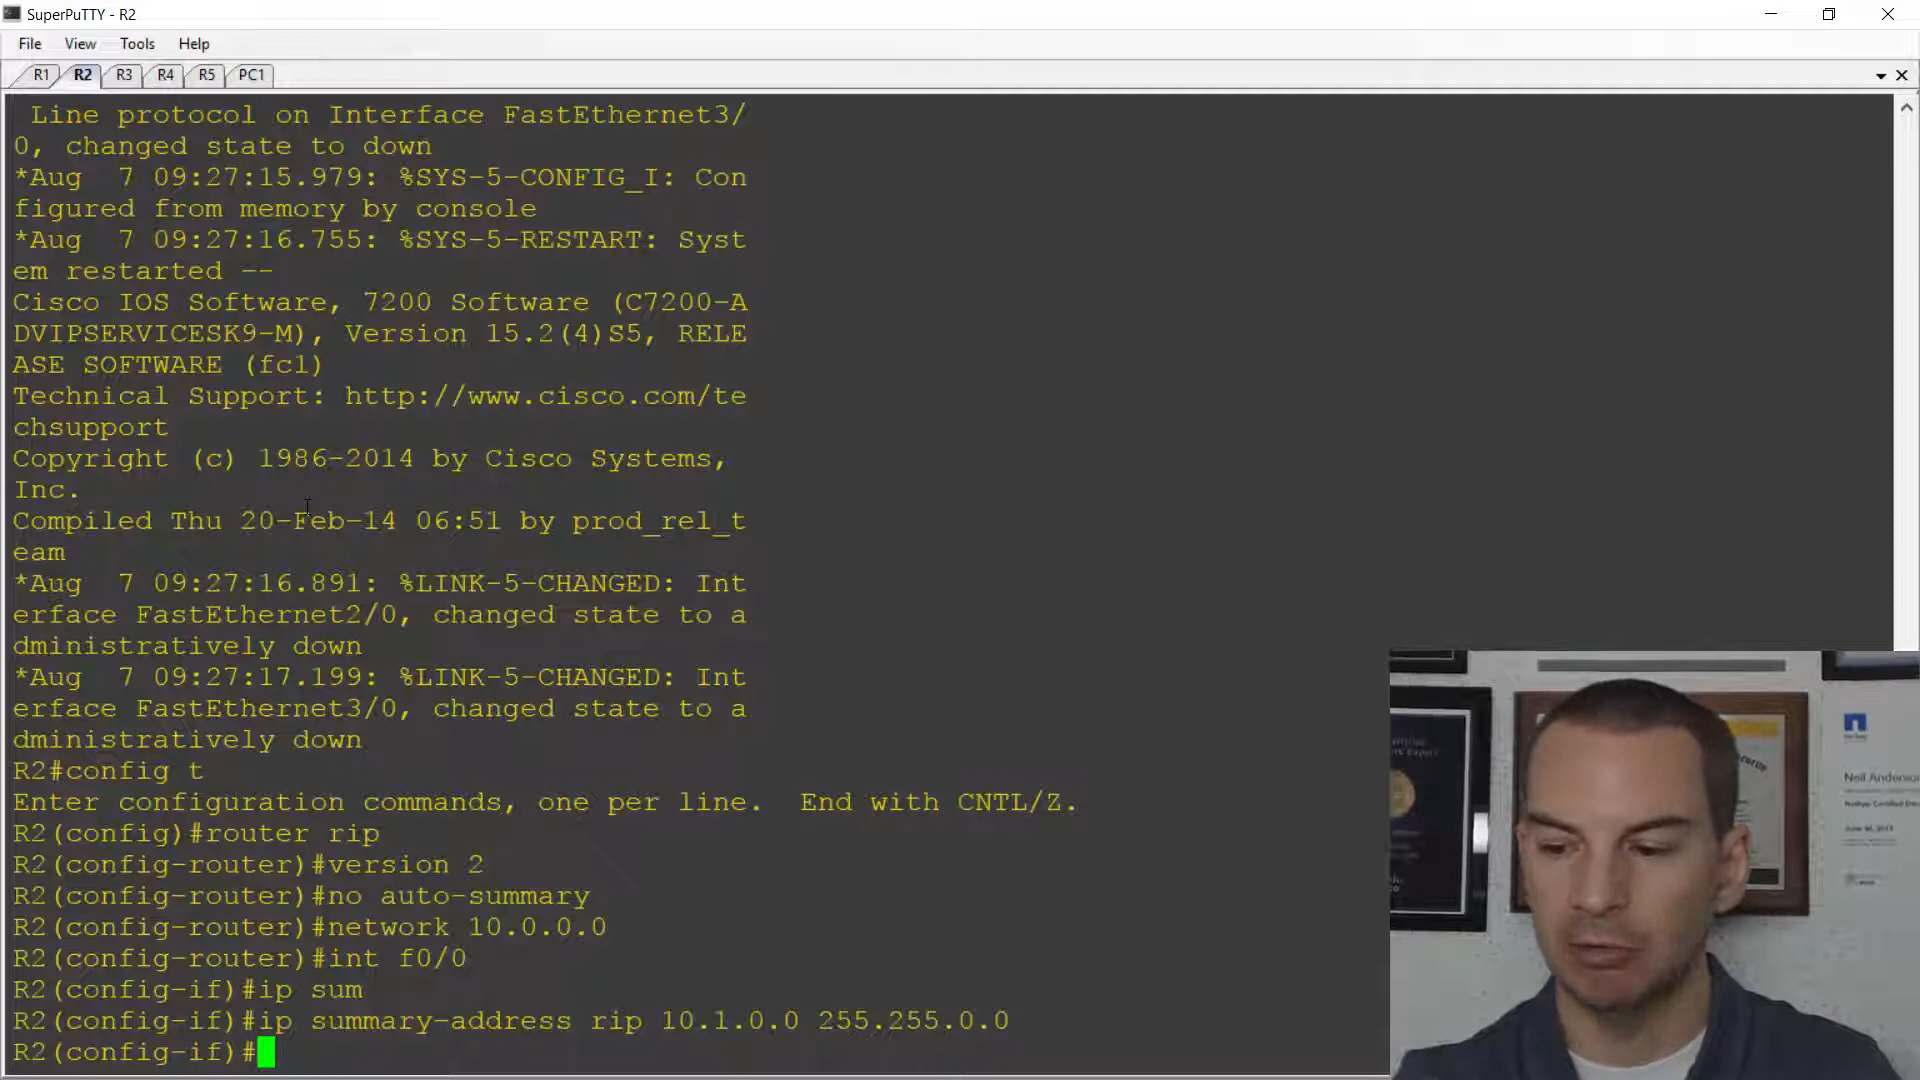 SuperPuTTY - R2
File View Tools Help
R1 R2 R3 R4 R5 PC1
Line protocol on Interface FastEthernet3/
0, changed state to down
*Aug  7 09:27:15.979: %SYS-5-CONFIG_I: Con
figured from memory by console
*Aug  7 09:27:16.755: %SYS-5-RESTART: Syst
em restarted --
Cisco IOS Software, 7200 Software (C7200-A
DVIPSERVICESK9-M), Version 15.2(4)S5, RELE
ASE SOFTWARE (fc1)
Technical Support: http://www.cisco.com/te
chsupport
Copyright (c) 1986-2014 by Cisco Systems,
Inc.
Compiled Thu 20-Feb-14 06:51 by prod_rel_t
eam
*Aug  7 09:27:16.891: %LINK-5-CHANGED: Int
erface FastEthernet2/0, changed state to a
dministratively down
*Aug  7 09:27:17.199: %LINK-5-CHANGED: Int
erface FastEthernet3/0, changed state to a
dministratively down
R2#config t
Enter configuration commands, one per line.  End with CNTL/Z.
R2(config)#router rip
R2(config-router)#version 2
R2(config-router)#no auto-summary
R2(config-router)#network 10.0.0.0
R2(config-router)#int f0/0
R2(config-if)#ip sum
R2(config-if)#ip summary-address rip 10.1.0.0 255.255.0.0
R2(config-if)#
Neil Anderson